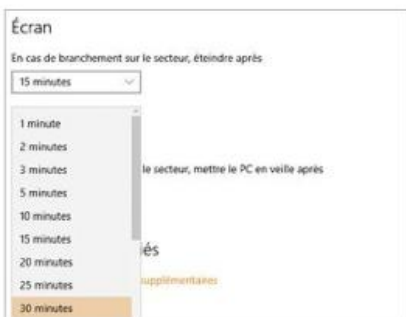 Écran
En cas de branchement sur le secteur, éteindre après
15 minutes
1 minute
2 minutes
3 minutes
le secteur, mettre le PC en veille après
5 minutes
10 minutes
15 minutes
és
20 minutes
25 minutes
supplémentaires
30 minutes